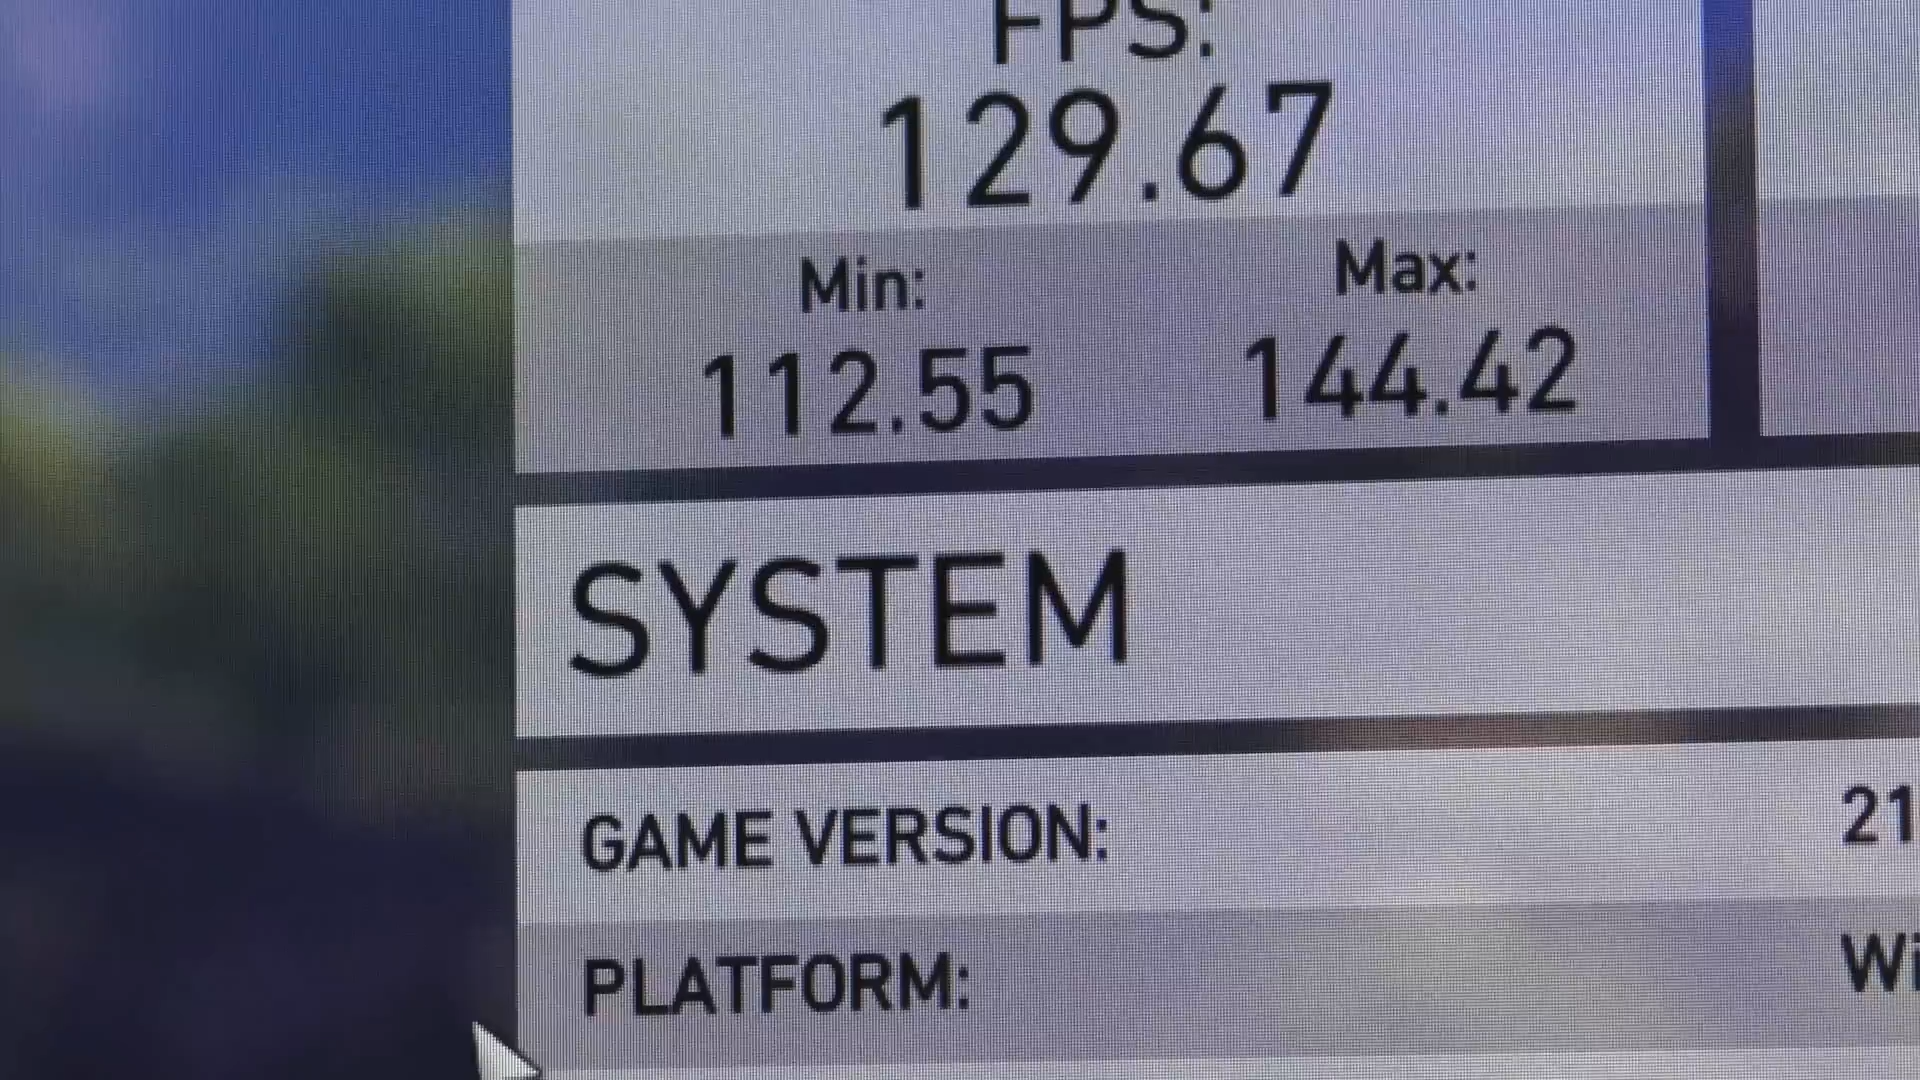 FPS:
129.67
Min: Max:
112.55 144.42
SYSTEM
GAME VERSION: 21
PLATFORM: Wi